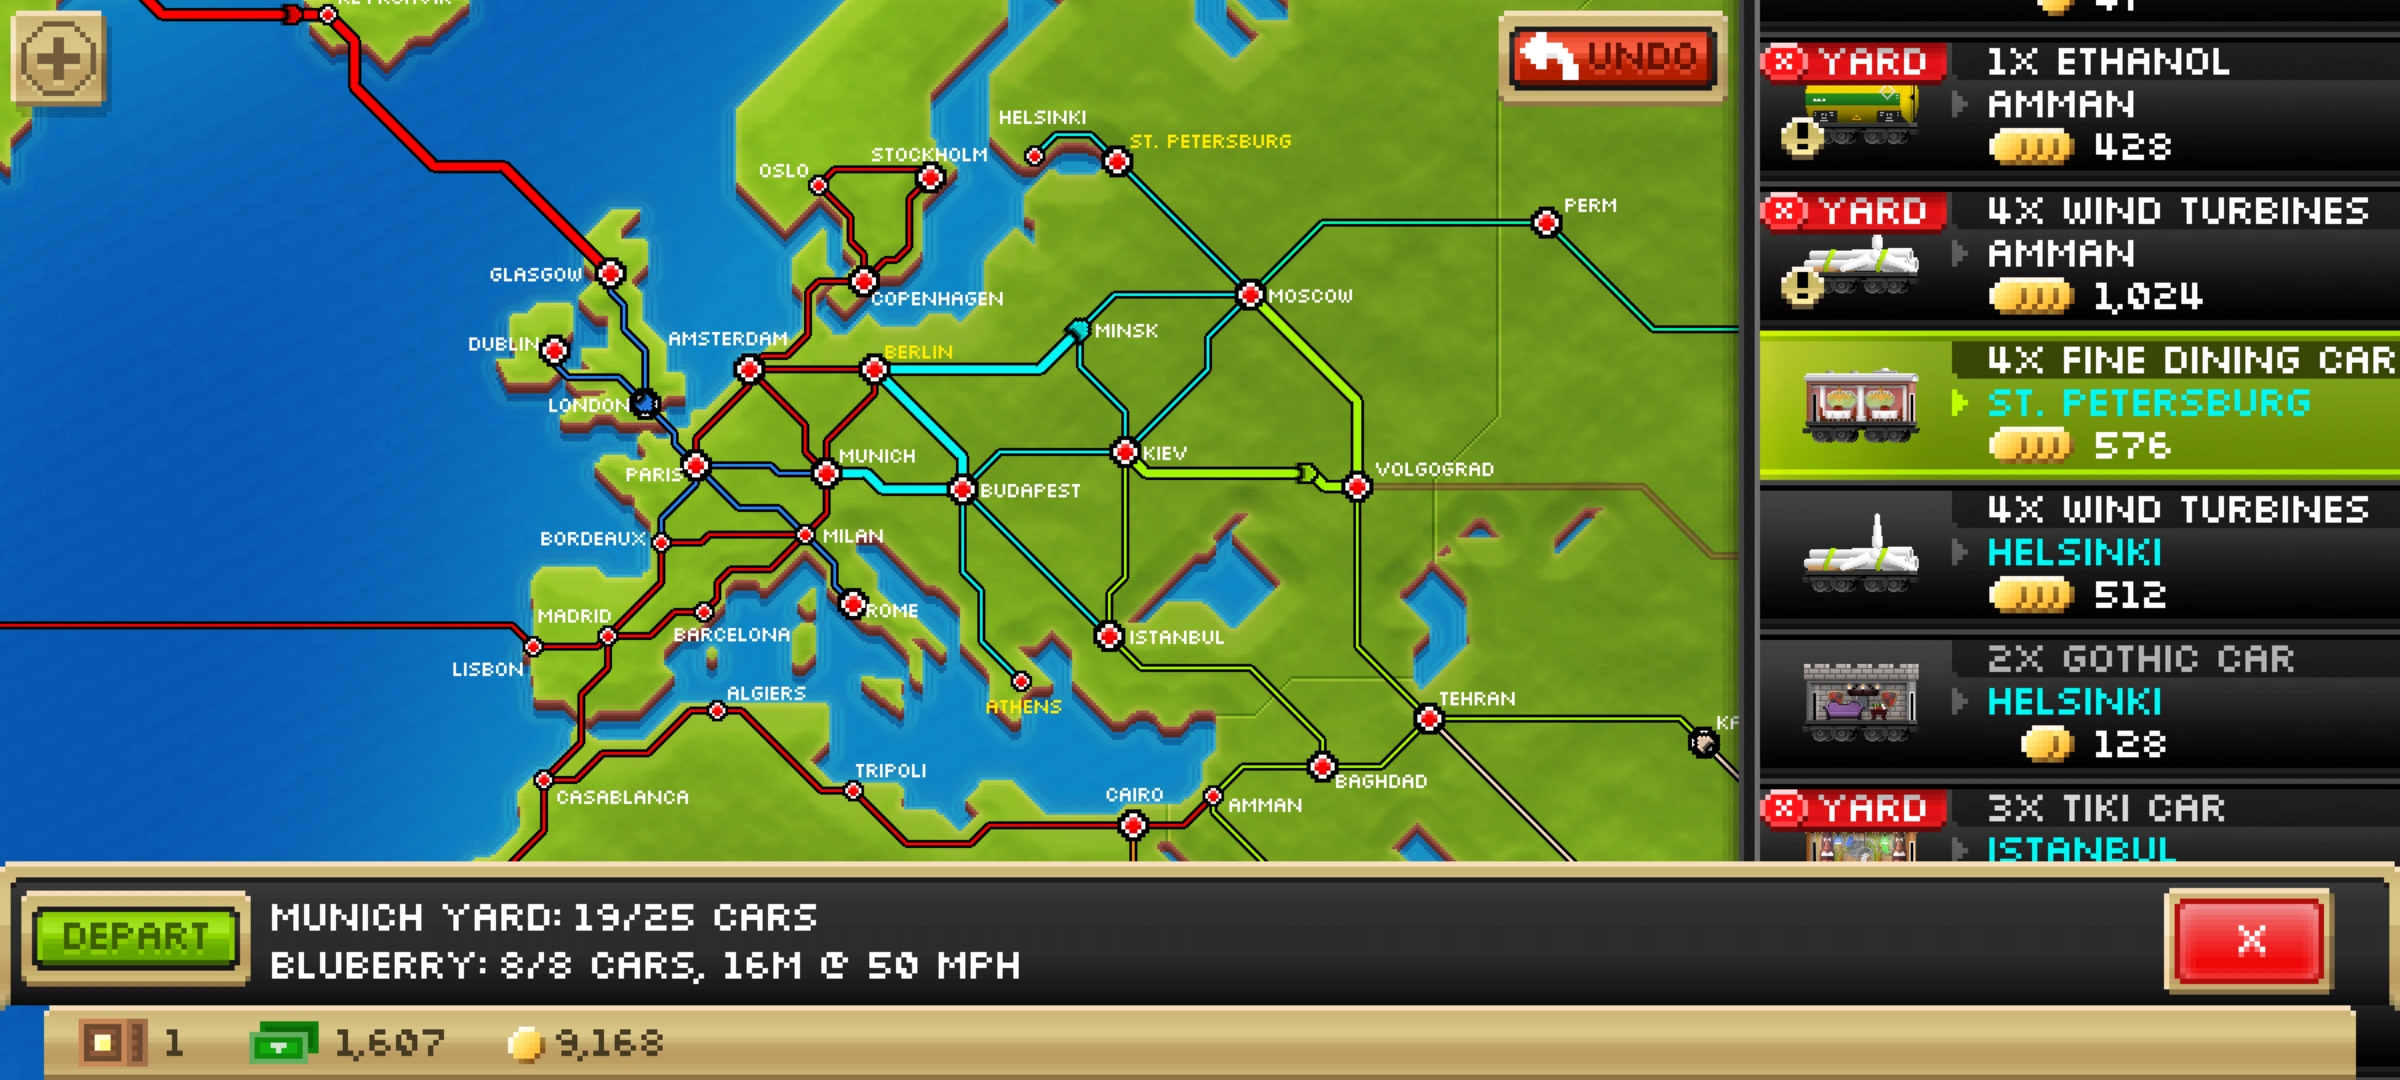 UNDO
HELSINKI
ST. PETERSBURG
STOCKHOLM
OSLO
PERM
GLASGOW
COPENHAGEN
MOSCOW
MINSK
DUBLIN
AMSTERDAM
BERLIN
LONDON
MUNICH
KIEV
PARIS
BUDAPEST
VOLGOGRAD
BORDEAUX
MILAN
MADRID
ROME
BARCELONA
ISTANBUL
LISBON
ALGIERS
ATHENS
TEHRAN
TRIPOLI
CASABLANCA
CAIRO
BAGHDAD
AMMAN
YARD
1X ETHANOL
AMMAN
428
YARD
4X WIND TURBINES
AMMAN
1,024
4X FINE DINING CAR
ST. PETERSBURG
576
4X WIND TURBINES
HELSINKI
512
2X GOTHIC CAR
HELSINKI
128
YARD
3X TIKI CAR
ISTANBUL
DEPART
MUNICH YARD: 19/25 CARS
BLUBERRY: 8/8 CARS, 16M @ 50 MPH
X
1
1,607
9,168